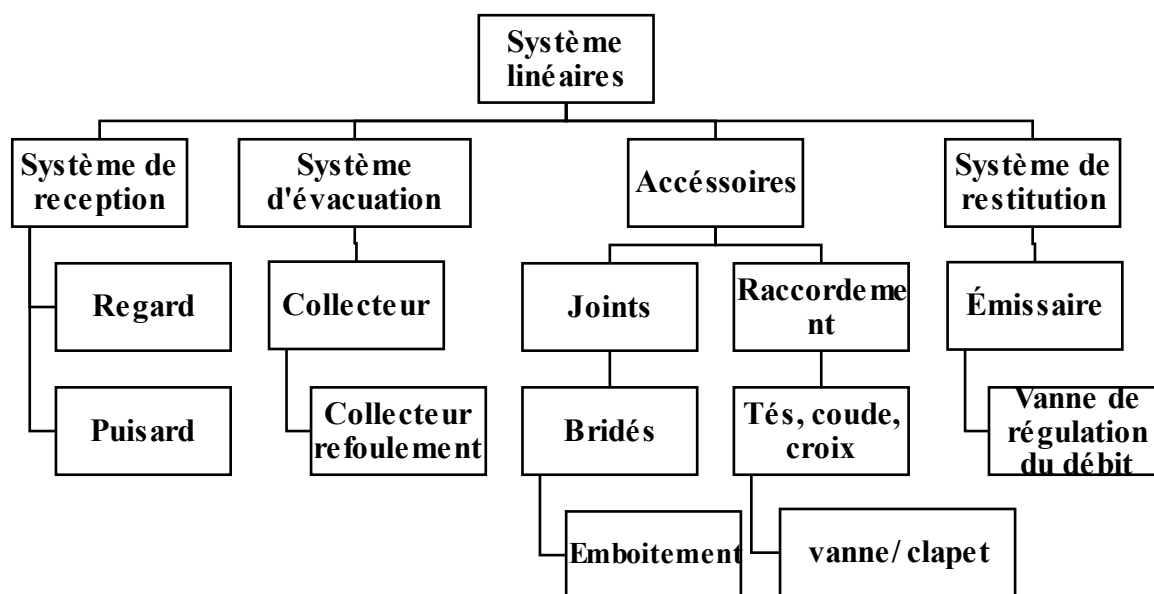 Système
linéaires
Système de
reception
Système
d'évacuation
Accéssoires
Système de
restitution
Regard
Collecteur
Joints
Raccordeme
nt
Émissaire
Puisard
Collecteur
refoulement
Bridés
Tés, coude,
croix
Vanne de
régulation
du débit
Emboitement
vanne/ clapet